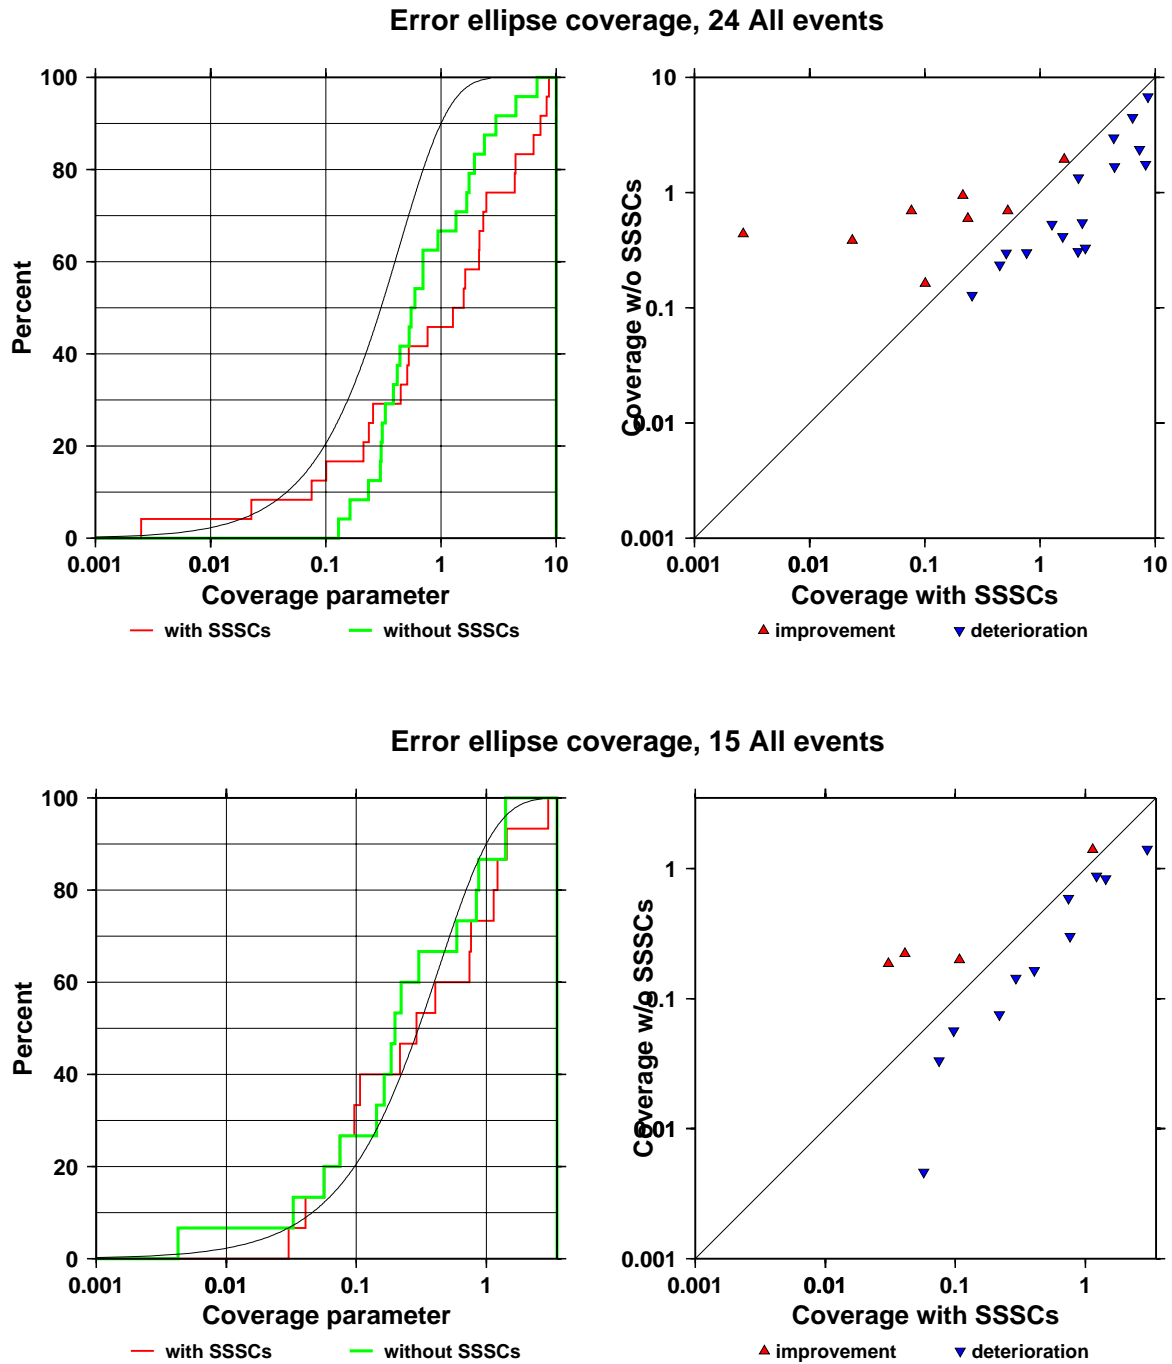 Error ellipse coverage, 24 All events
100
80
60
40
20
0
Percent
0.001
0.01
0.1
1
10
Coverage parameter
with SSSCs
without SSSCs
10
1
0.1
0.01
0.001
Coverage w/o SSSCs
0.001
0.01
0.1
1
10
Coverage with SSSCs
improvement
deterioration
Error ellipse coverage, 15 All events
100
80
60
40
20
0
Percent
0.001
0.01
0.1
1
Coverage parameter
with SSSCs
without SSSCs
1
0.1
0.01
0.001
Coverage w/o SSSCs
0.001
0.01
0.1
1
Coverage with SSSCs
improvement
deterioration